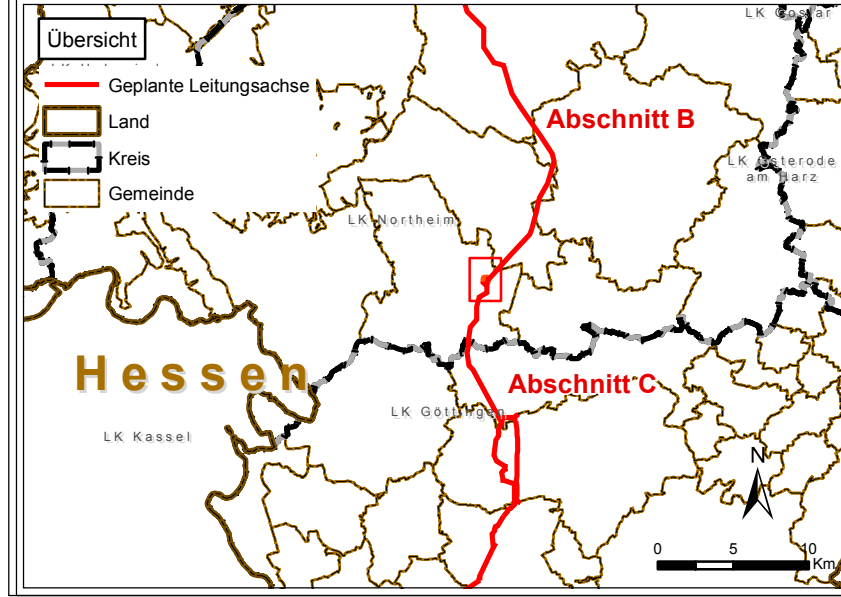 LK Goslar
Übersicht
Geplante Leitungsachse
Land
Kreis
Gemeinde
Abschnitt B
LK Osterode
am Harz
LK Northeim
Hessen
Abschnitt C
LK Göttingen
LK Kassel
N
0 5 10
Km